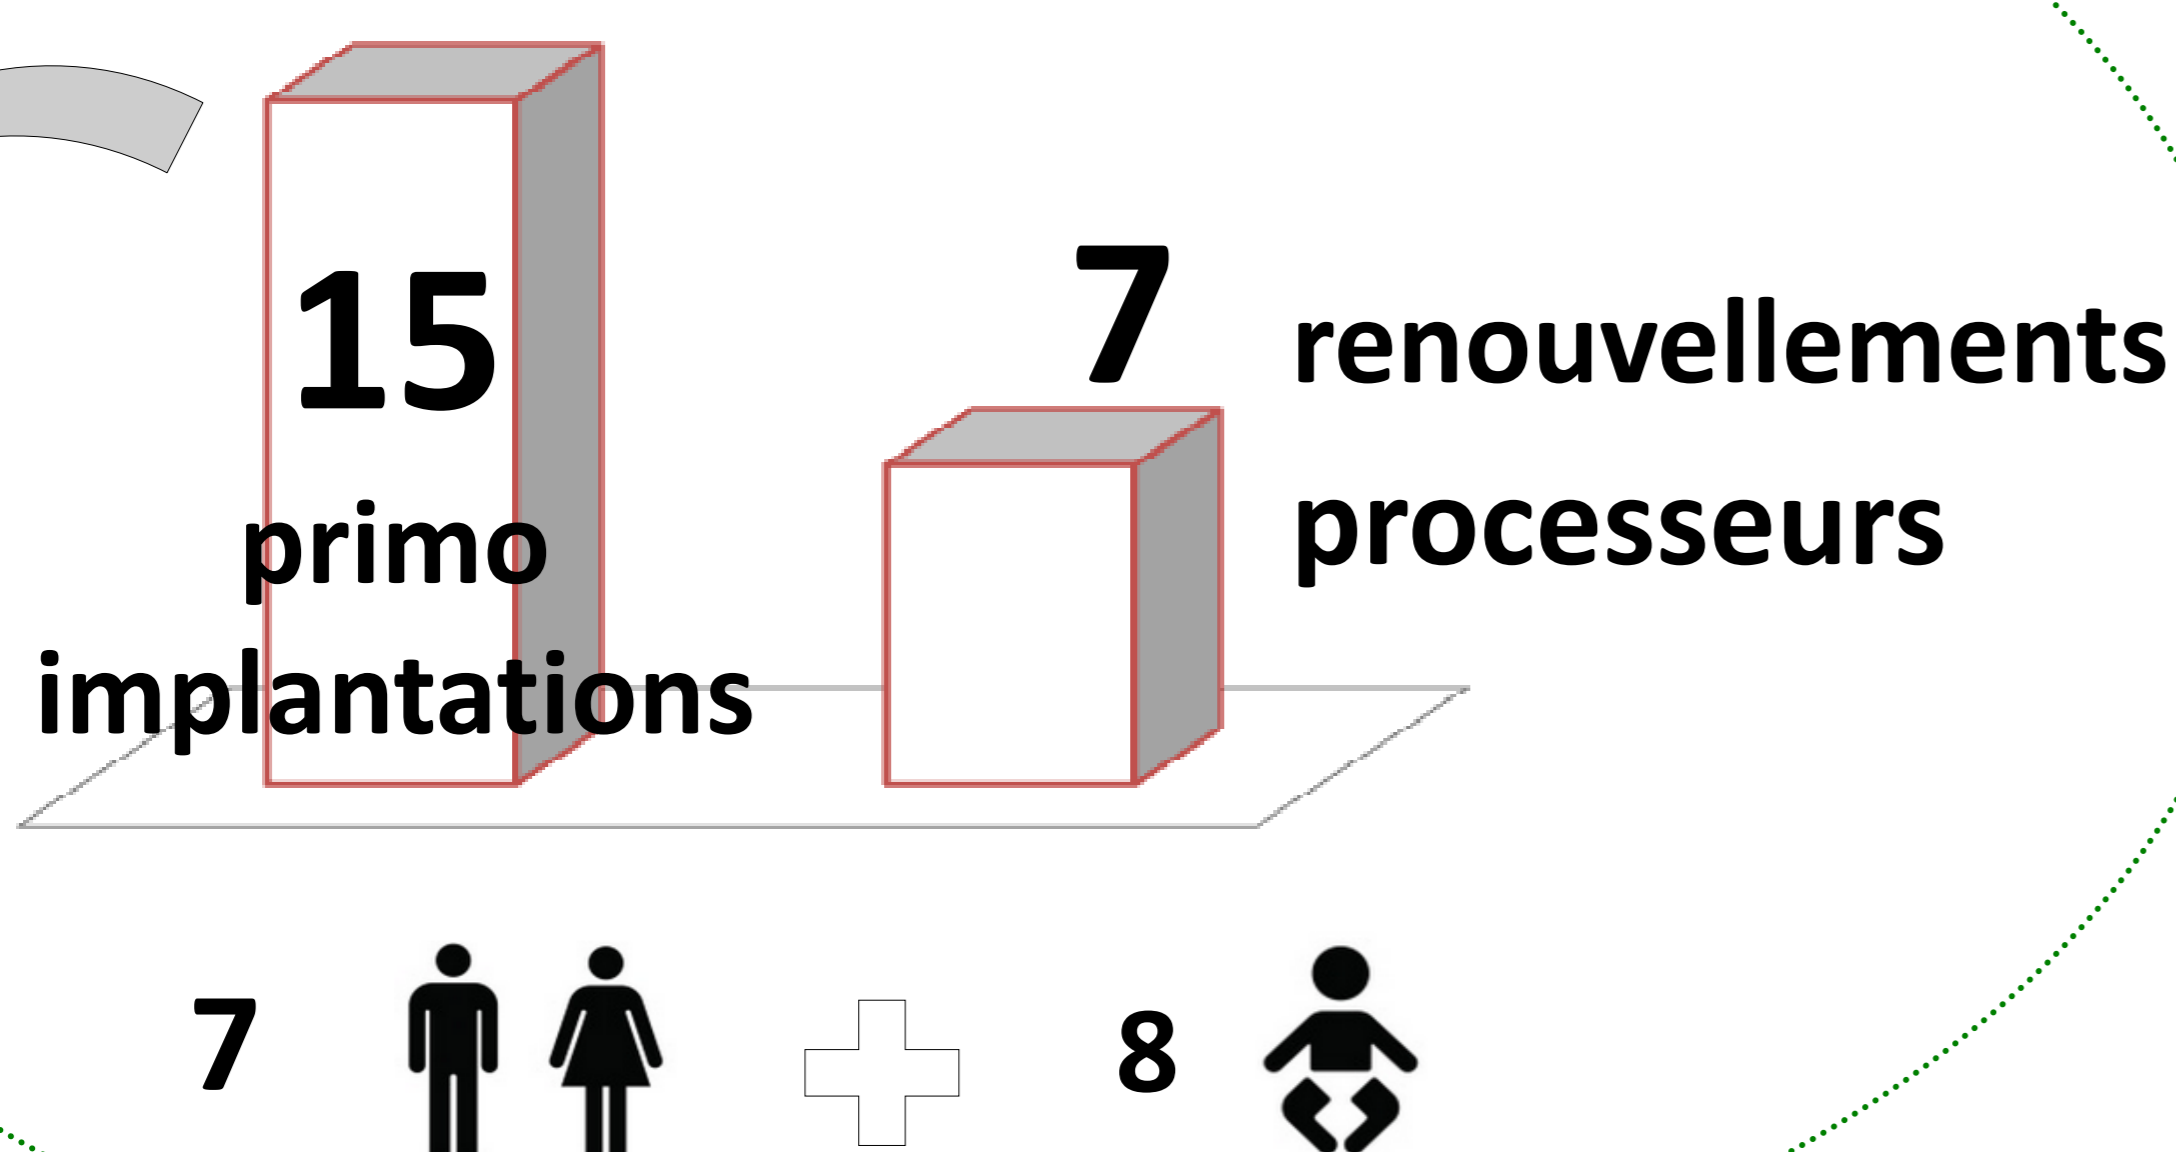 15
primo
implantations
7
renouvellements
processeurs
7
8